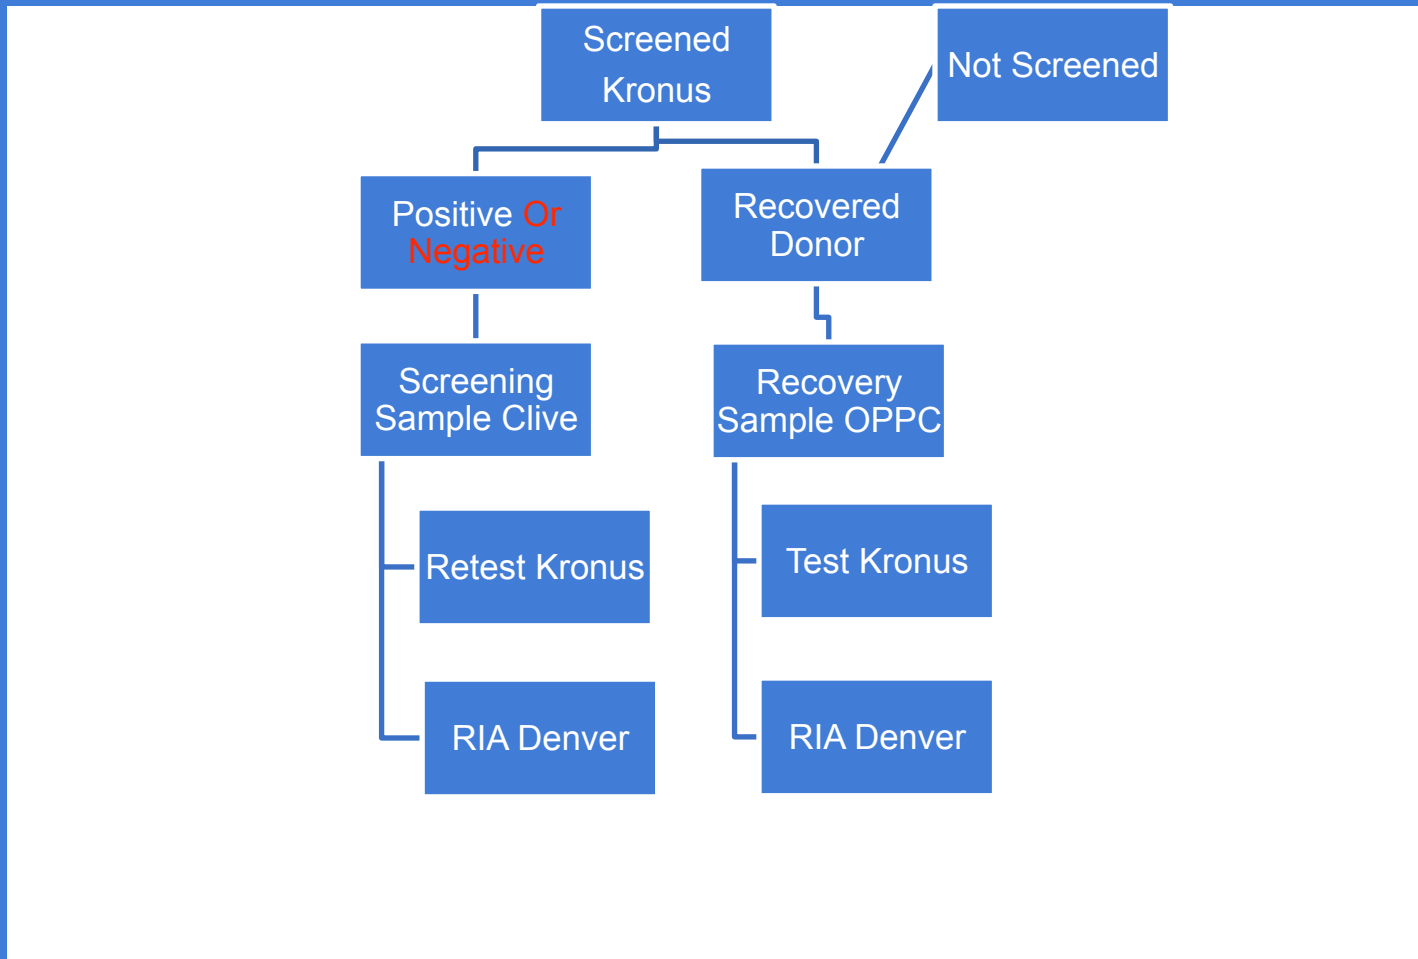 Screened
Kronus
Not Screened
Positive Or
Negative
Recovered
Donor
Screening
Sample Clive
Recovery
Sample OPPC
Retest Kronus
Test Kronus
RIA Denver
RIA Denver